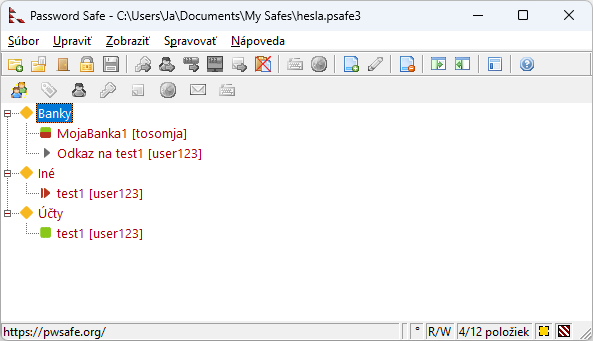 Password Safe - C:\Users\Ja\Documents\My Safes\hesla.psafe3
Súbor Upraviť Zobraziť Spravovať Nápoveda
Banky
MojaBanka1 [tosomja]
Odkaz na test1 [user123]
Iné
test1 [user123]
Účty
test1 [user123]
https://pwsafe.org/ ° R/W 4/12 položiek